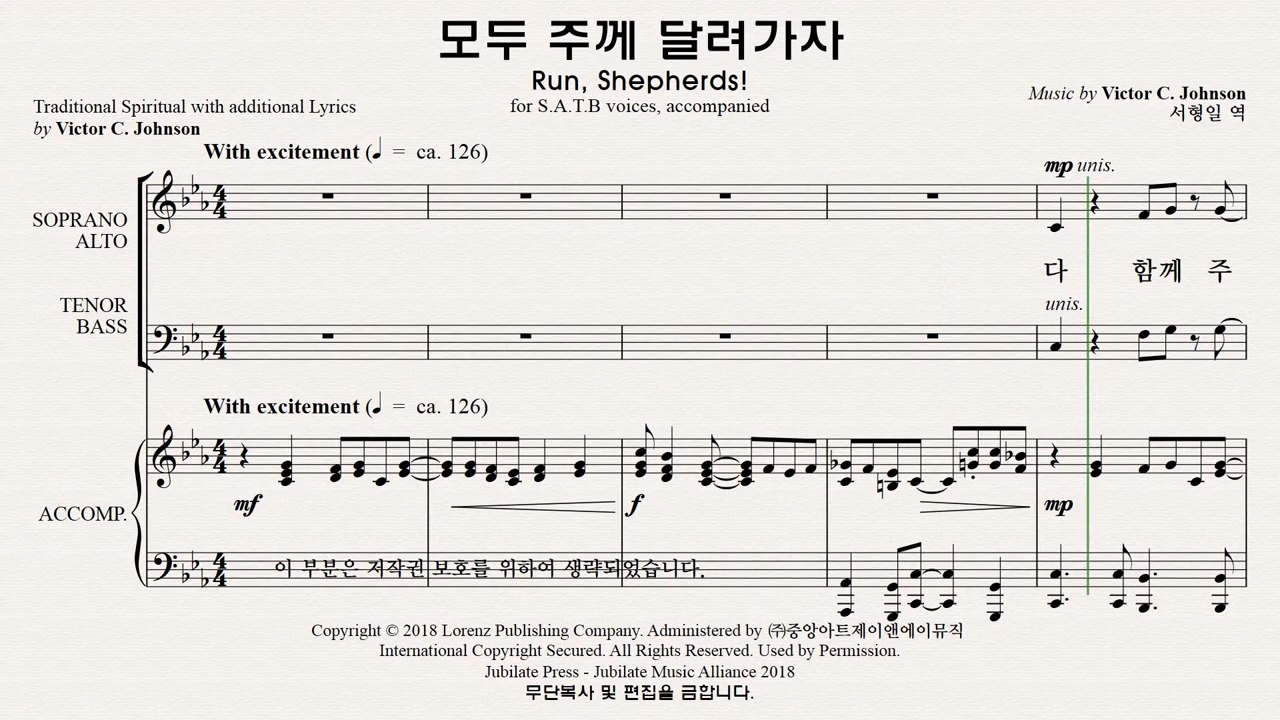 모두 주께 달려가자
Run, Shepherds!
for S.A.T.B voices, accompanied
Traditional Spiritual with additional Lyrics
by Victor C. Johnson
Music by Victor C. Johnson
서형일 역
With excitement (♩ = ca. 126)
mp unis.
SOPRANO
ALTO
다 함께 주
unis.
TENOR
BASS
With excitement (♩ = ca. 126)
mf f mp
ACCOMP.
이 부분은 저작권 보호를 위하여 생략되었습니다.
Copyright © 2018 Lorenz Publishing Company. Administered by ㈜중앙아트제이앤에이뮤직
International Copyright Secured. All Rights Reserved. Used by Permission.
Jubilate Press - Jubilate Music Alliance 2018
무단복사 및 편집을 금합니다.